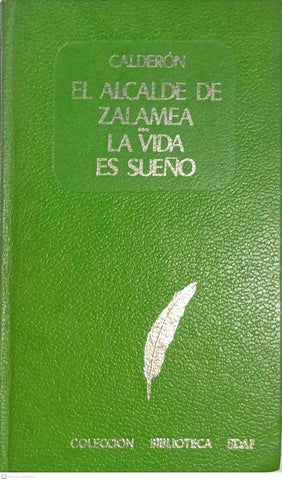 CALDERÓN
EL ALCALDE DE
ZALAMEA
***
LA VIDA
ES SUEÑO
COLECCION BIBLIOTECA EDAF